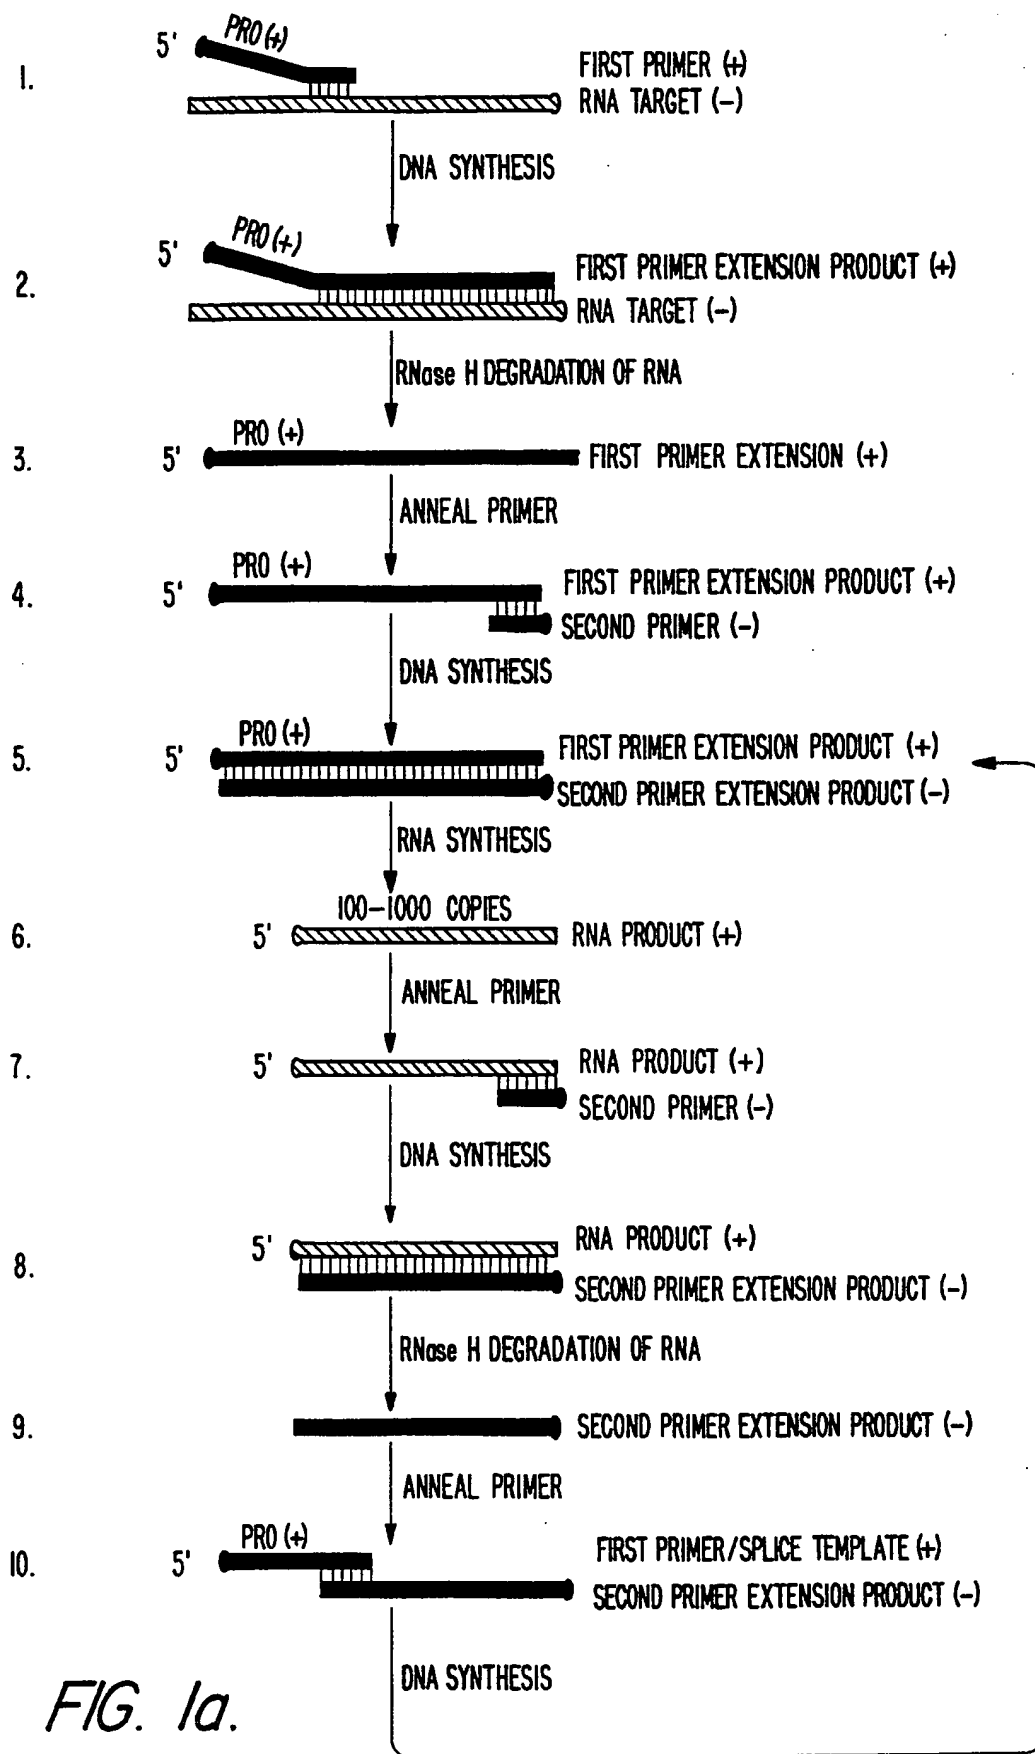 PRO (+)
5'
1.
FIRST PRIMER (+)
RNA TARGET (-)
DNA SYNTHESIS
PRO (+)
5'
2.
FIRST PRIMER EXTENSION PRODUCT (+)
RNA TARGET (-)
RNase H DEGRADATION OF RNA
PRO (+)
3.
5'
FIRST PRIMER EXTENSION (+)
ANNEAL PRIMER
PRO (+)
4.
5'
FIRST PRIMER EXTENSION PRODUCT (+)
SECOND PRIMER (-)
DNA SYNTHESIS
PRO (+)
5.
5'
FIRST PRIMER EXTENSION PRODUCT (+)
SECOND PRIMER EXTENSION PRODUCT (-)
RNA SYNTHESIS
100-1000 COPIES
6.
5'
RNA PRODUCT (+)
ANNEAL PRIMER
7.
5'
RNA PRODUCT (+)
SECOND PRIMER (-)
DNA SYNTHESIS
8.
5'
RNA PRODUCT (+)
SECOND PRIMER EXTENSION PRODUCT (-)
RNase H DEGRADATION OF RNA
9.
SECOND PRIMER EXTENSION PRODUCT (-)
ANNEAL PRIMER
PRO (+)
10.
5'
FIRST PRIMER/SPLICE TEMPLATE (+)
SECOND PRIMER EXTENSION PRODUCT (-)
DNA SYNTHESIS
FIG. 1a.